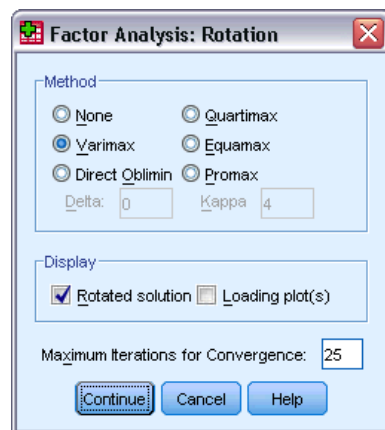 Factor Analysis: Rotation
Method
None Quartimax
Varimax Equamax
Direct Oblimin Promax
Delta: 0 Kappa 4
Display
Rotated solution Loading plot(s)
Maximum Iterations for Convergence: 25
Continue Cancel Help